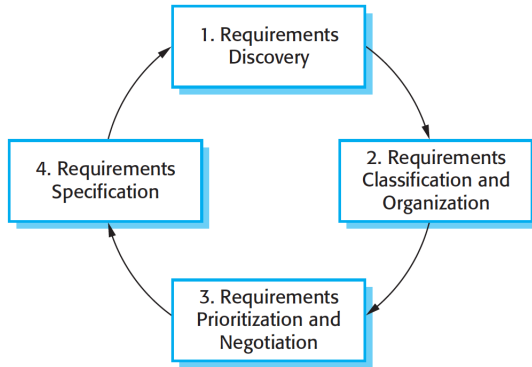 1. Requirements
Discovery
2. Requirements
Classification and
Organization
3. Requirements
Prioritization and
Negotiation
4. Requirements
Specification